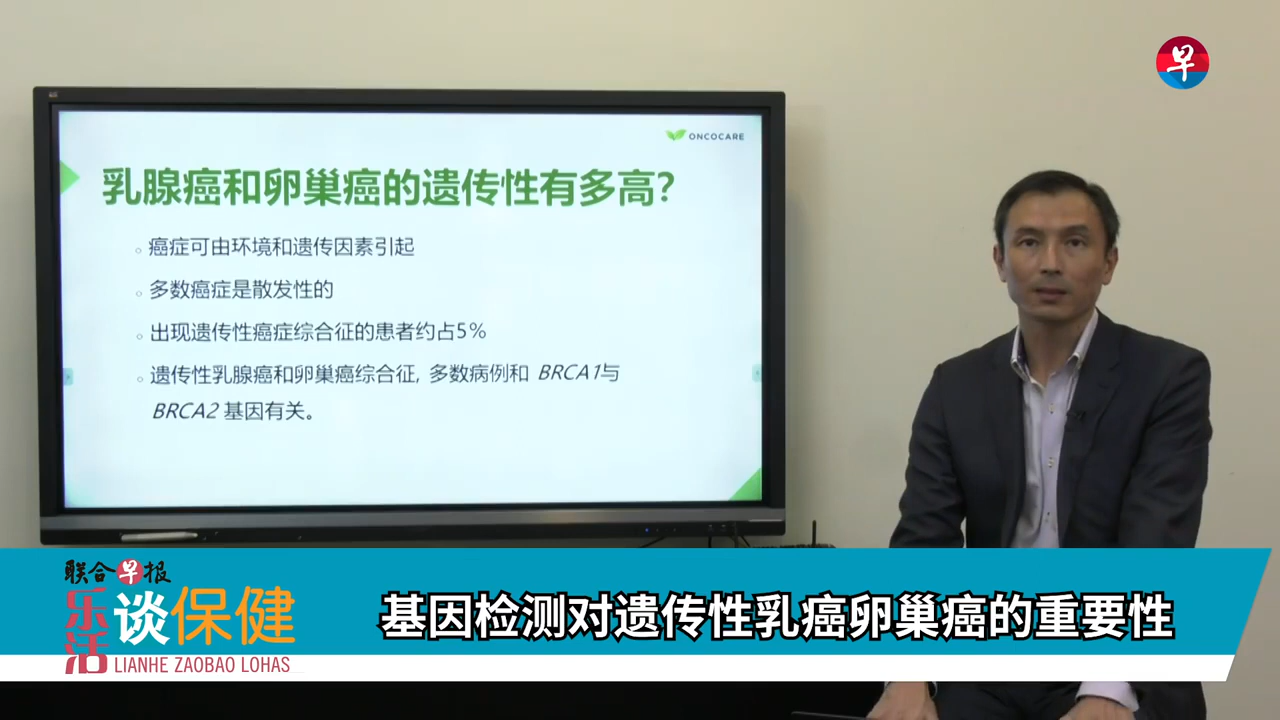 早
ONCOCARE
乳腺癌和卵巢癌的遗传性有多高?
癌症可由环境和遗传因素引起
多数癌症是散发性的
出现遗传性癌症综合征的患者约占5%
遗传性乳腺癌和卵巢癌综合征, 多数病例和 BRCA1与
BRCA2 基因有关。
联合早报
乐活谈保健
LIANHE ZAOBAO LOHAS
基因检测对遗传性乳癌卵巢癌的重要性